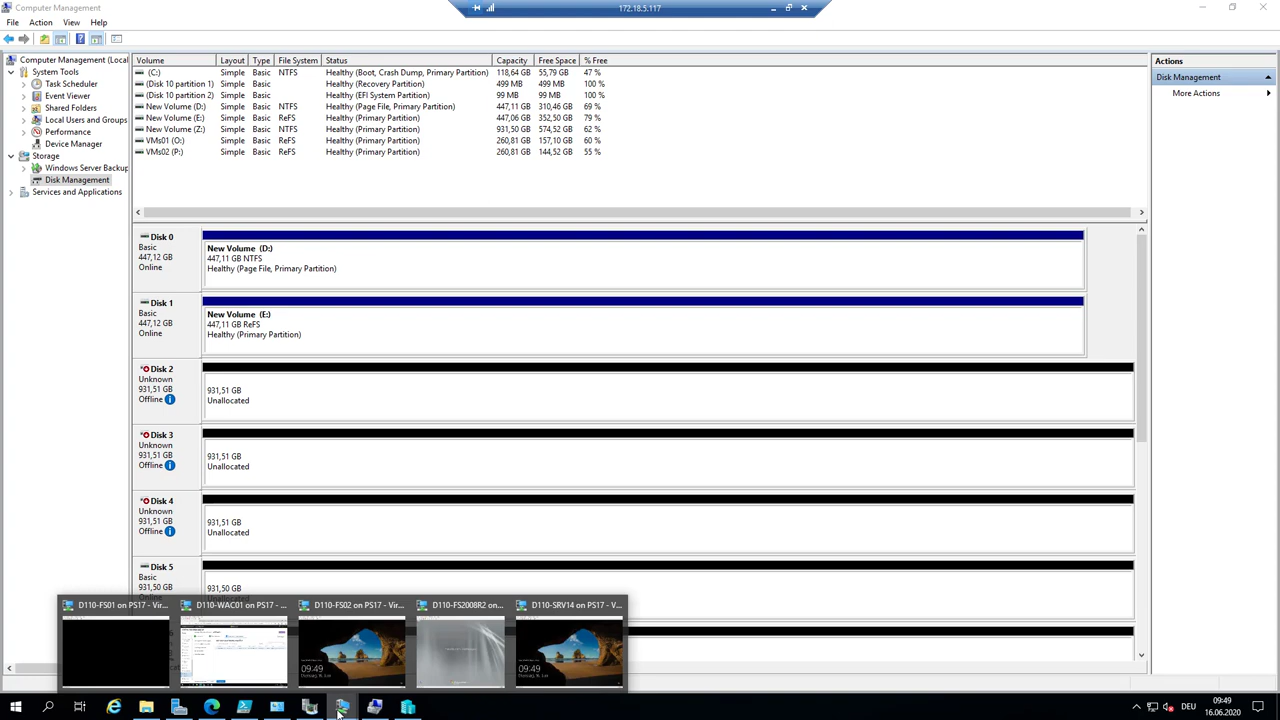 Computer Management
172.18.5.117
File Action View Help
Computer Management (Local
System Tools
Task Scheduler
Event Viewer
Shared Folders
Local Users and Groups
Performance
Device Manager
Storage
Windows Server Backup
Disk Management
Services and Applications
Volume Layout Type File System Status Capacity Free Space % Free
(C:) Simple Basic NTFS Healthy (Boot, Crash Dump, Primary Partition) 118,64 GB 55,79 GB 47 %
(Disk 10 partition 1) Simple Basic Healthy (Recovery Partition) 499 MB 499 MB 100 %
(Disk 10 partition 2) Simple Basic Healthy (EFI System Partition) 99 MB 99 MB 100 %
New Volume (D:) Simple Basic NTFS Healthy (Page File, Primary Partition) 447,11 GB 310,46 GB 69 %
New Volume (E:) Simple Basic ReFS Healthy (Primary Partition) 447,06 GB 352,50 GB 79 %
New Volume (Z:) Simple Basic NTFS Healthy (Primary Partition) 931,50 GB 574,52 GB 62 %
VMs01 (O:) Simple Basic ReFS Healthy (Primary Partition) 260,81 GB 157,10 GB 60 %
VMs02 (P:) Simple Basic ReFS Healthy (Primary Partition) 260,81 GB 144,52 GB 55 %
Actions
Disk Management
More Actions
Disk 0
Basic
447,12 GB
Online
New Volume (D:)
447,11 GB NTFS
Healthy (Page File, Primary Partition)
Disk 1
Basic
447,12 GB
Online
New Volume (E:)
447,11 GB ReFS
Healthy (Primary Partition)
Disk 2
Unknown
931,51 GB
Offline
931,51 GB
Unallocated
Disk 3
Unknown
931,51 GB
Offline
931,51 GB
Unallocated
Disk 4
Unknown
931,51 GB
Offline
931,51 GB
Unallocated
Disk 5
Basic
931,50 GB
931,50 GB
D110-FS01 on PS17 - Vir...
D110-WAC01 on PS17 - ...
D110-FS02 on PS17 - Vir...
D110-FS2008R2 on...
D110-SRV14 on PS17 - V...
09:49
09:49
DEU
09:49
16.06.2020